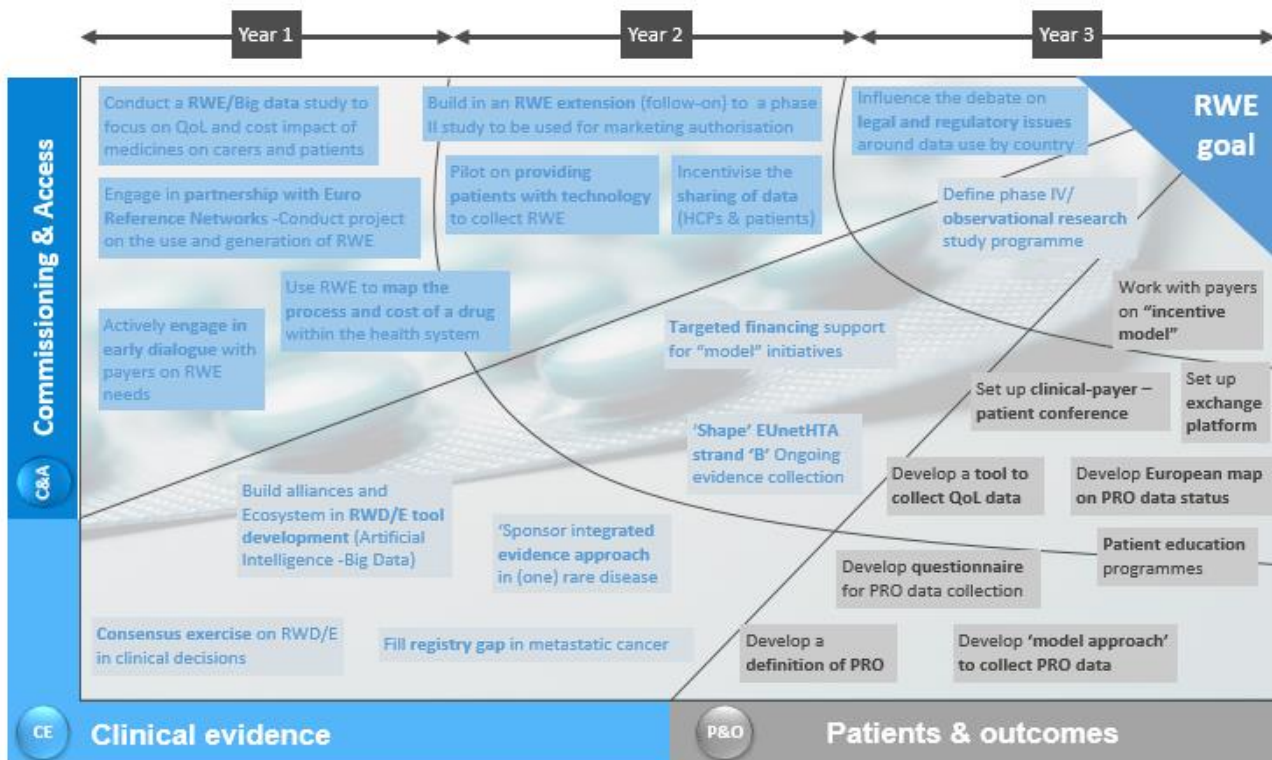 Year 1
Year 2
Year 3
Conduct a RWE/Big data study to
focus on QoL and cost impact of
medicines on carers and patients
Build in an RWE extension (follow-on) to a phase
II study to be used for marketing authorisation
Influence the debate on
legal and regulatory issues
around data use by country
RWE
goal
Engage in partnership with Euro
Reference Networks -Conduct project
on the use and generation of RWE
Pilot on providing
patients with technology
to collect RWE
Incentivise the
sharing of data
(HCPs & patients)
Define phase IV/
observational research
study programme
Use RWE to map the
process and cost of a drug
within the health system
Actively engage in
early dialogue with
payers on RWE
needs
Targeted financing support
for "model" initiatives
Work with payers
on "incentive
model"
Set up clinical-payer –
patient conference
Set up
exchange
platform
'Shape' EUnetHTA
strand 'B' Ongoing
evidence collection
Develop a tool to
collect QoL data
Develop European map
on PRO data status
Build alliances and
Ecosystem in RWD/E tool
development (Artificial
Intelligence -Big Data)
'Sponsor integrated
evidence approach
in (one) rare disease
Develop questionnaire
for PRO data collection
Patient education
programmes
Consensus exercise on RWD/E
in clinical decisions
Fill registry gap in metastatic cancer
Develop a
definition of PRO
Develop 'model approach'
to collect PRO data
Commissioning & Access
C&A
CE
Clinical evidence
P&O
Patients & outcomes